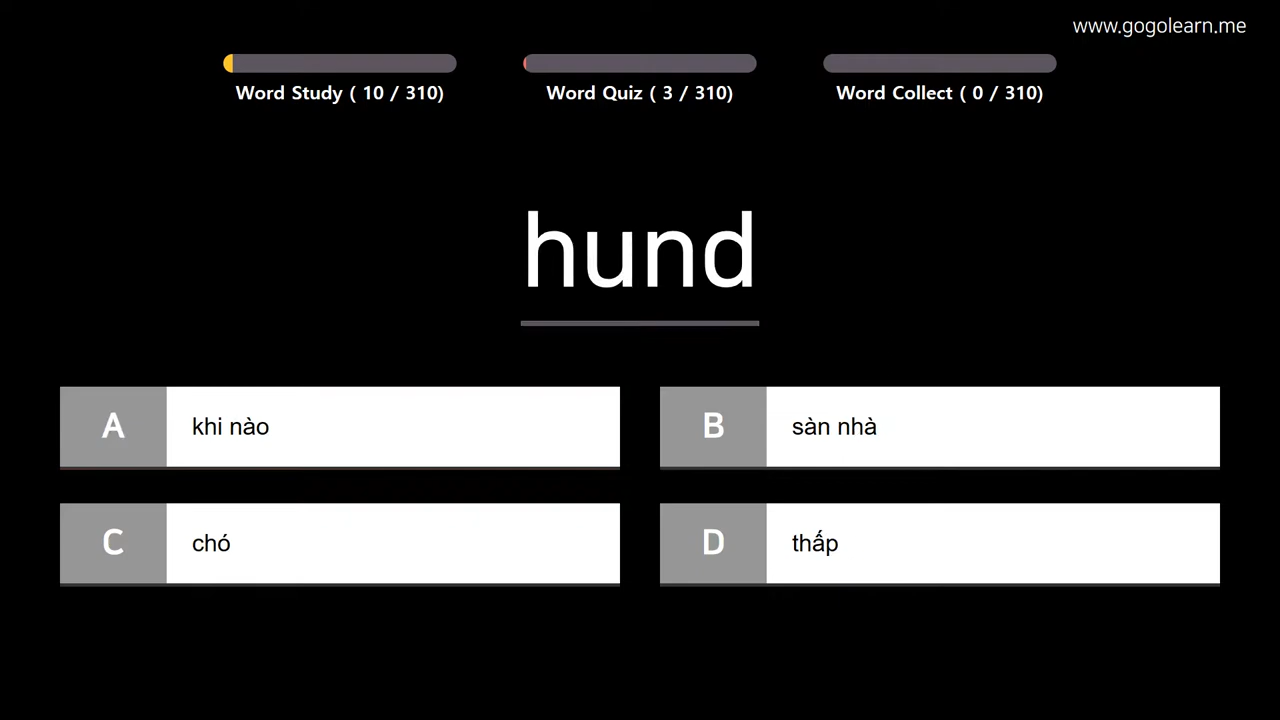 www.gogolearn.me
Word Study ( 10 / 310)
Word Quiz ( 3 / 310)
Word Collect ( 0 / 310)
hund
A khi nào
B sàn nhà
C chó
D thấp